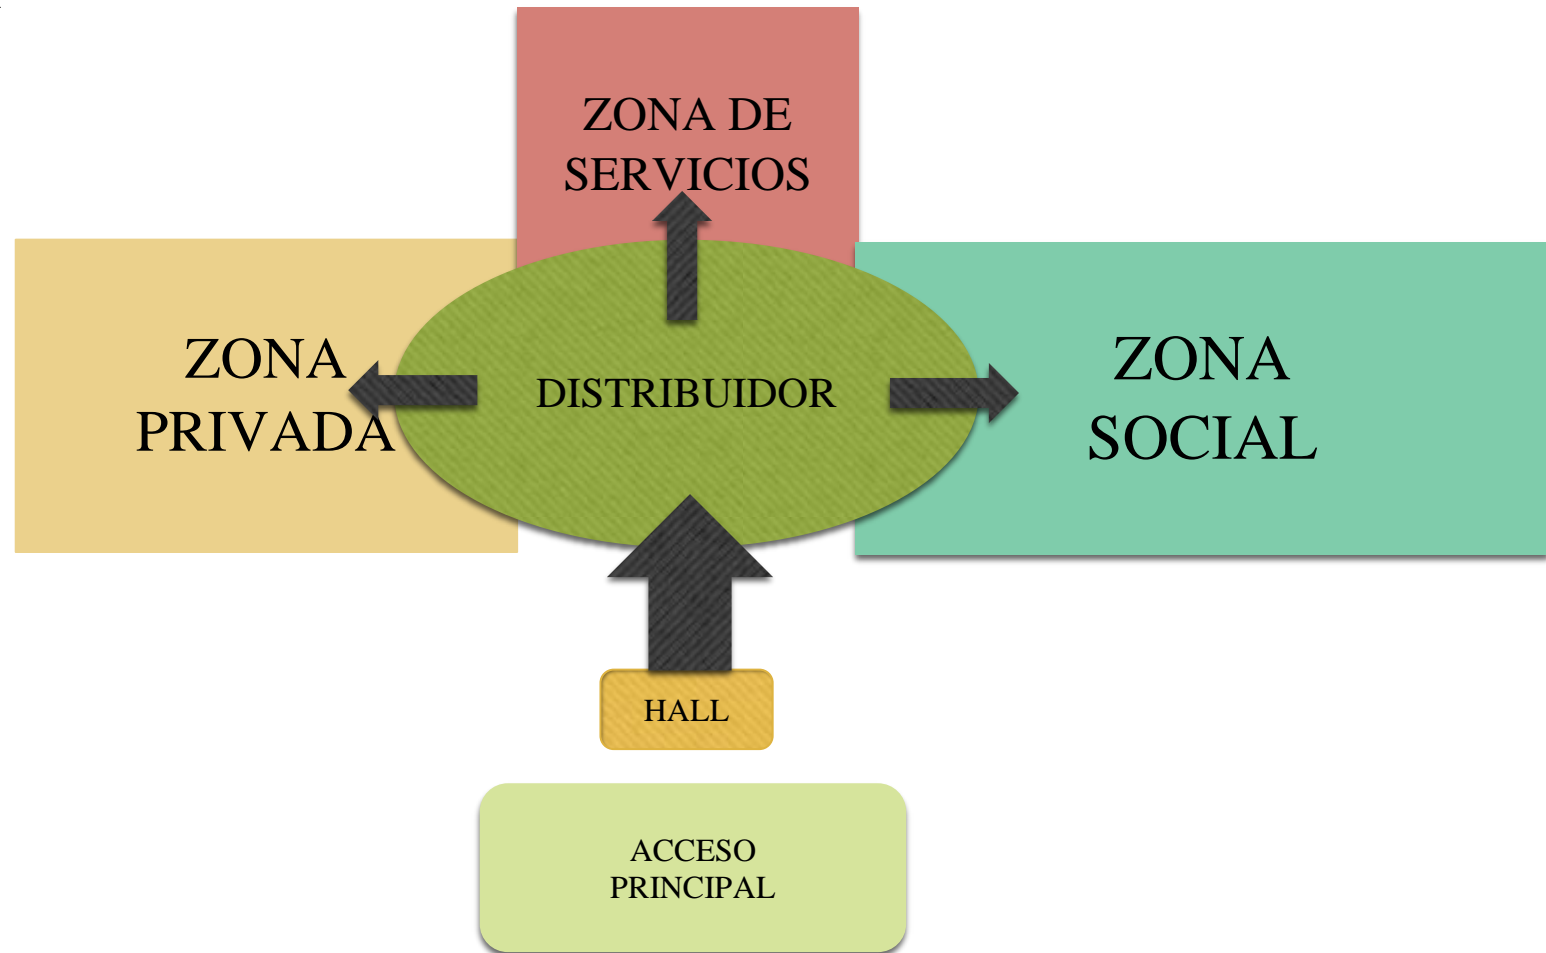 ZONA DE
SERVICIOS
ZONA
PRIVADA
DISTRIBUIDOR
ZONA
SOCIAL
HALL
ACCESO
PRINCIPAL